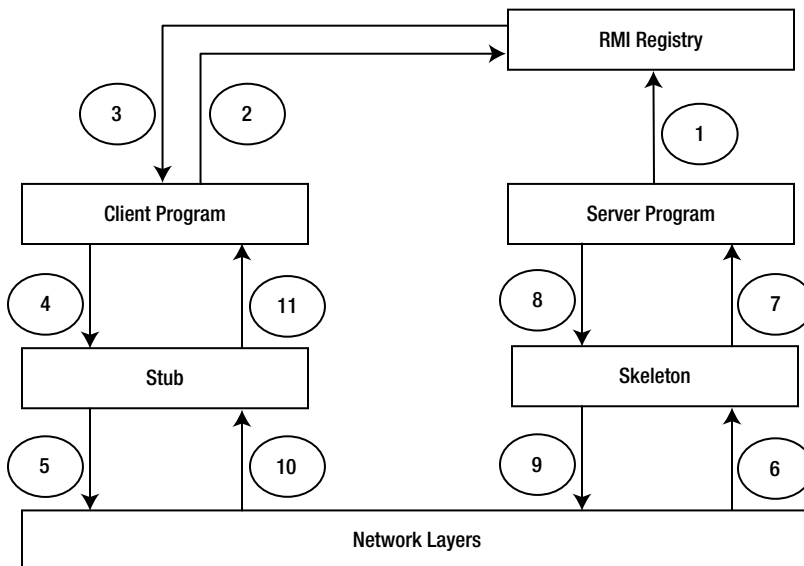 RMI Registry
3
2
1
Client Program
Server Program
4
11
8
7
Stub
Skeleton
5
10
9
6
Network Layers